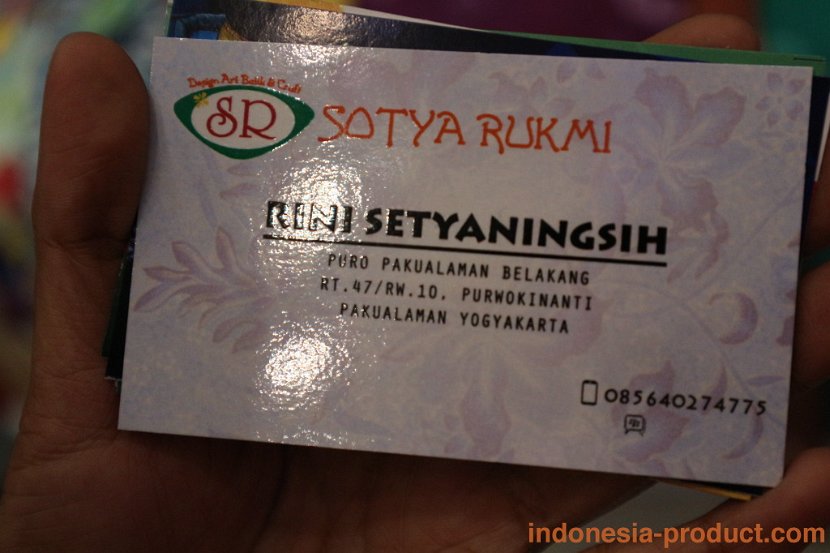 Design Art Batik & Craft
SR
SOTYA RUKMI
RINI SETYANINGSIH
PURO PAKUALAMAN BELAKANG
RT.47/RW.10, PURWOKINANTI
PAKUALAMAN YOGYAKARTA
085640274775
indonesia-product.com